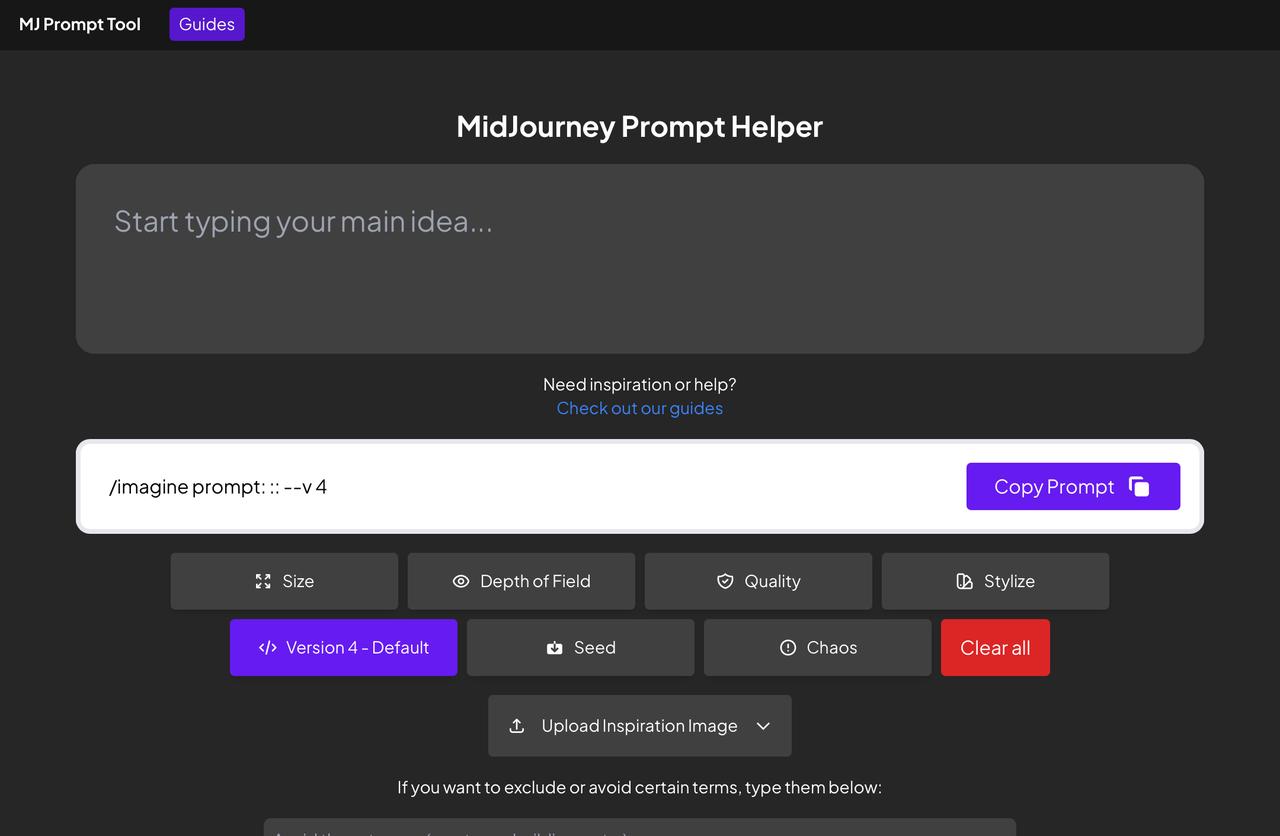 MJ Prompt Tool
Guides
MidJourney Prompt Helper
Start typing your main idea...
Need inspiration or help?
Check out our guides
/imagine prompt: :: --v 4
Copy Prompt
Size
Depth of Field
Quality
Stylize
Version 4 - Default
Seed
Chaos
Clear all
Upload Inspiration Image
If you want to exclude or avoid certain terms, type them below: